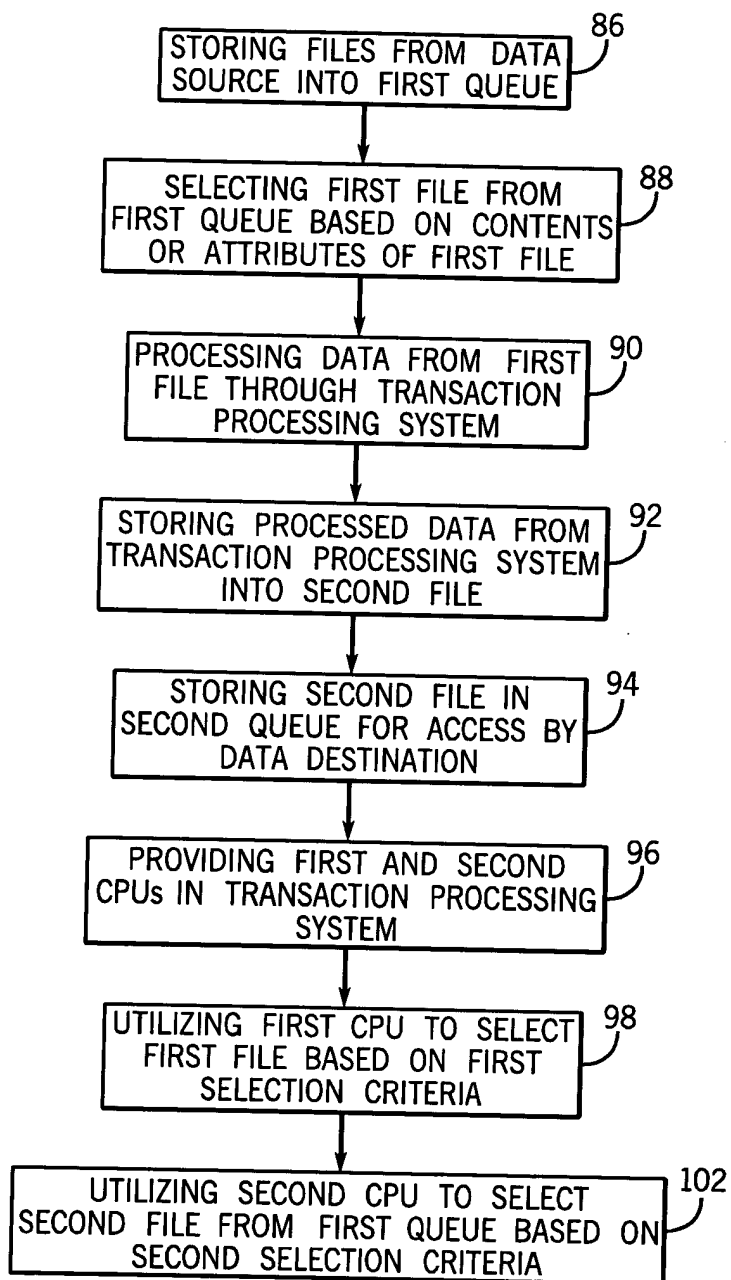 86
STORING FILES FROM DATA
SOURCE INTO FIRST QUEUE
88
SELECTING FIRST FILE FROM
FIRST QUEUE BASED ON CONTENTS
OR ATTRIBUTES OF FIRST FILE
90
PROCESSING DATA FROM FIRST
FILE THROUGH TRANSACTION
PROCESSING SYSTEM
92
STORING PROCESSED DATA FROM
TRANSACTION PROCESSING SYSTEM
INTO SECOND FILE
94
STORING SECOND FILE IN
SECOND QUEUE FOR ACCESS BY
DATA DESTINATION
96
PROVIDING FIRST AND SECOND
CPUs IN TRANSACTION PROCESSING
SYSTEM
98
UTILIZING FIRST CPU TO SELECT
FIRST FILE BASED ON FIRST
SELECTION CRITERIA
102
UTILIZING SECOND CPU TO SELECT
SECOND FILE FROM FIRST QUEUE BASED ON
SECOND SELECTION CRITERIA